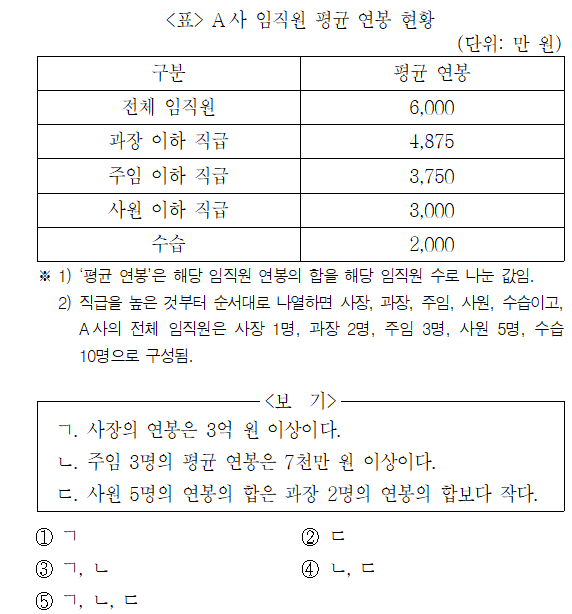 <표> A사 임직원 평균 연봉 현황
(단위: 만 원)
구분 평균 연봉
전체 임직원 6,000
과장 이하 직급 4,875
주임 이하 직급 3,750
사원 이하 직급 3,000
수습 2,000
※ 1) ‘평균 연봉’은 해당 임직원 연봉의 합을 해당 임직원 수로 나눈 값임.
2) 직급을 높은 것부터 순서대로 나열하면 사장, 과장, 주임, 사원, 수습이고,
A사의 전체 임직원은 사장 1명, 과장 2명, 주임 3명, 사원 5명, 수습
10명으로 구성됨.
<보 기>
ㄱ. 사장의 연봉은 3억 원 이상이다.
ㄴ. 주임 3명의 평균 연봉은 7천만 원 이상이다.
ㄷ. 사원 5명의 연봉의 합은 과장 2명의 연봉의 합보다 작다.
① ㄱ ② ㄷ
③ ㄱ, ㄴ ④ ㄴ, ㄷ
⑤ ㄱ, ㄴ, ㄷ